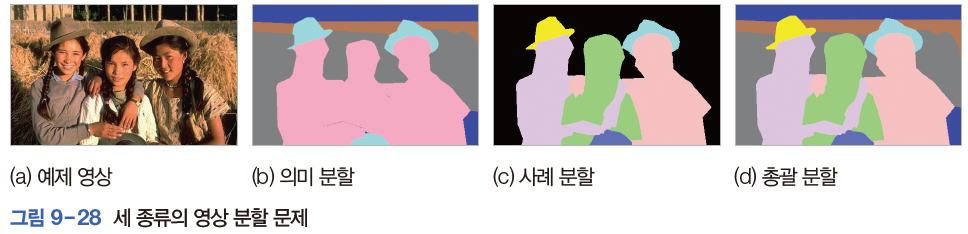 (a) 예제 영상
(b) 의미 분할
(c) 사례 분할
(d) 총괄 분할
그림 9-28 세 종류의 영상 분할 문제